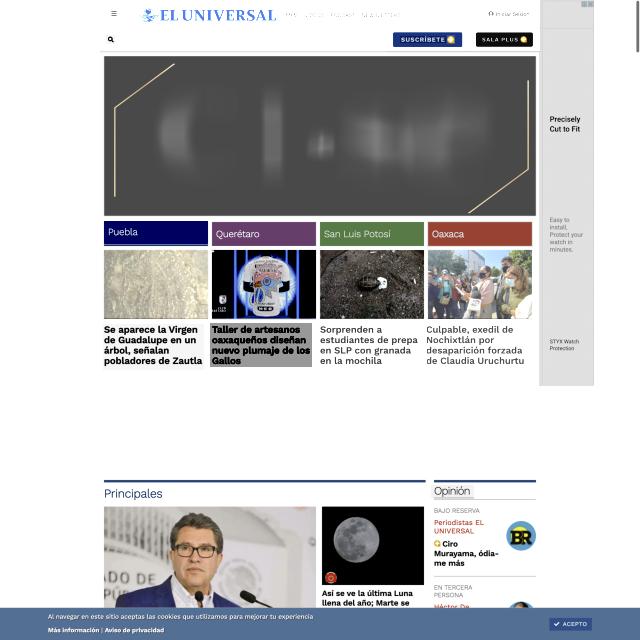 EL UNIVERSAL
Iniciar Sesión
SUSCRÍBETE
SALA PLUS
Precisely
Cut to Fit
Puebla
Querétaro
San Luis Potosí
Oaxaca
Se aparece la Virgen
de Guadalupe en un
árbol, señalan
pobladores de Zautla
Taller de artesanos
oaxaqueños diseñan
nuevo plumaje de los
Gallos
Sorprenden a
estudiantes de prepa
en SLP con granada
en la mochila
Culpable, exedil de
Nochixtlán por
desaparición forzada
de Claudia Uruchurtu
Easy to
install,
Protect your
watch in
minutes.
STYX Watch
Protection
Principales
Opinión
BAJO RESERVA
Periodistas EL
UNIVERSAL
Ciro
Murayama, ódia-
me más
BR
EN TERCERA
PERSONA
Héctor De
Así se ve la última Luna
llena del año; Marte se
Al navegar en este sitio aceptas las cookies que utilizamos para mejorar tu experiencia
Más información | Aviso de privacidad
ACEPTO